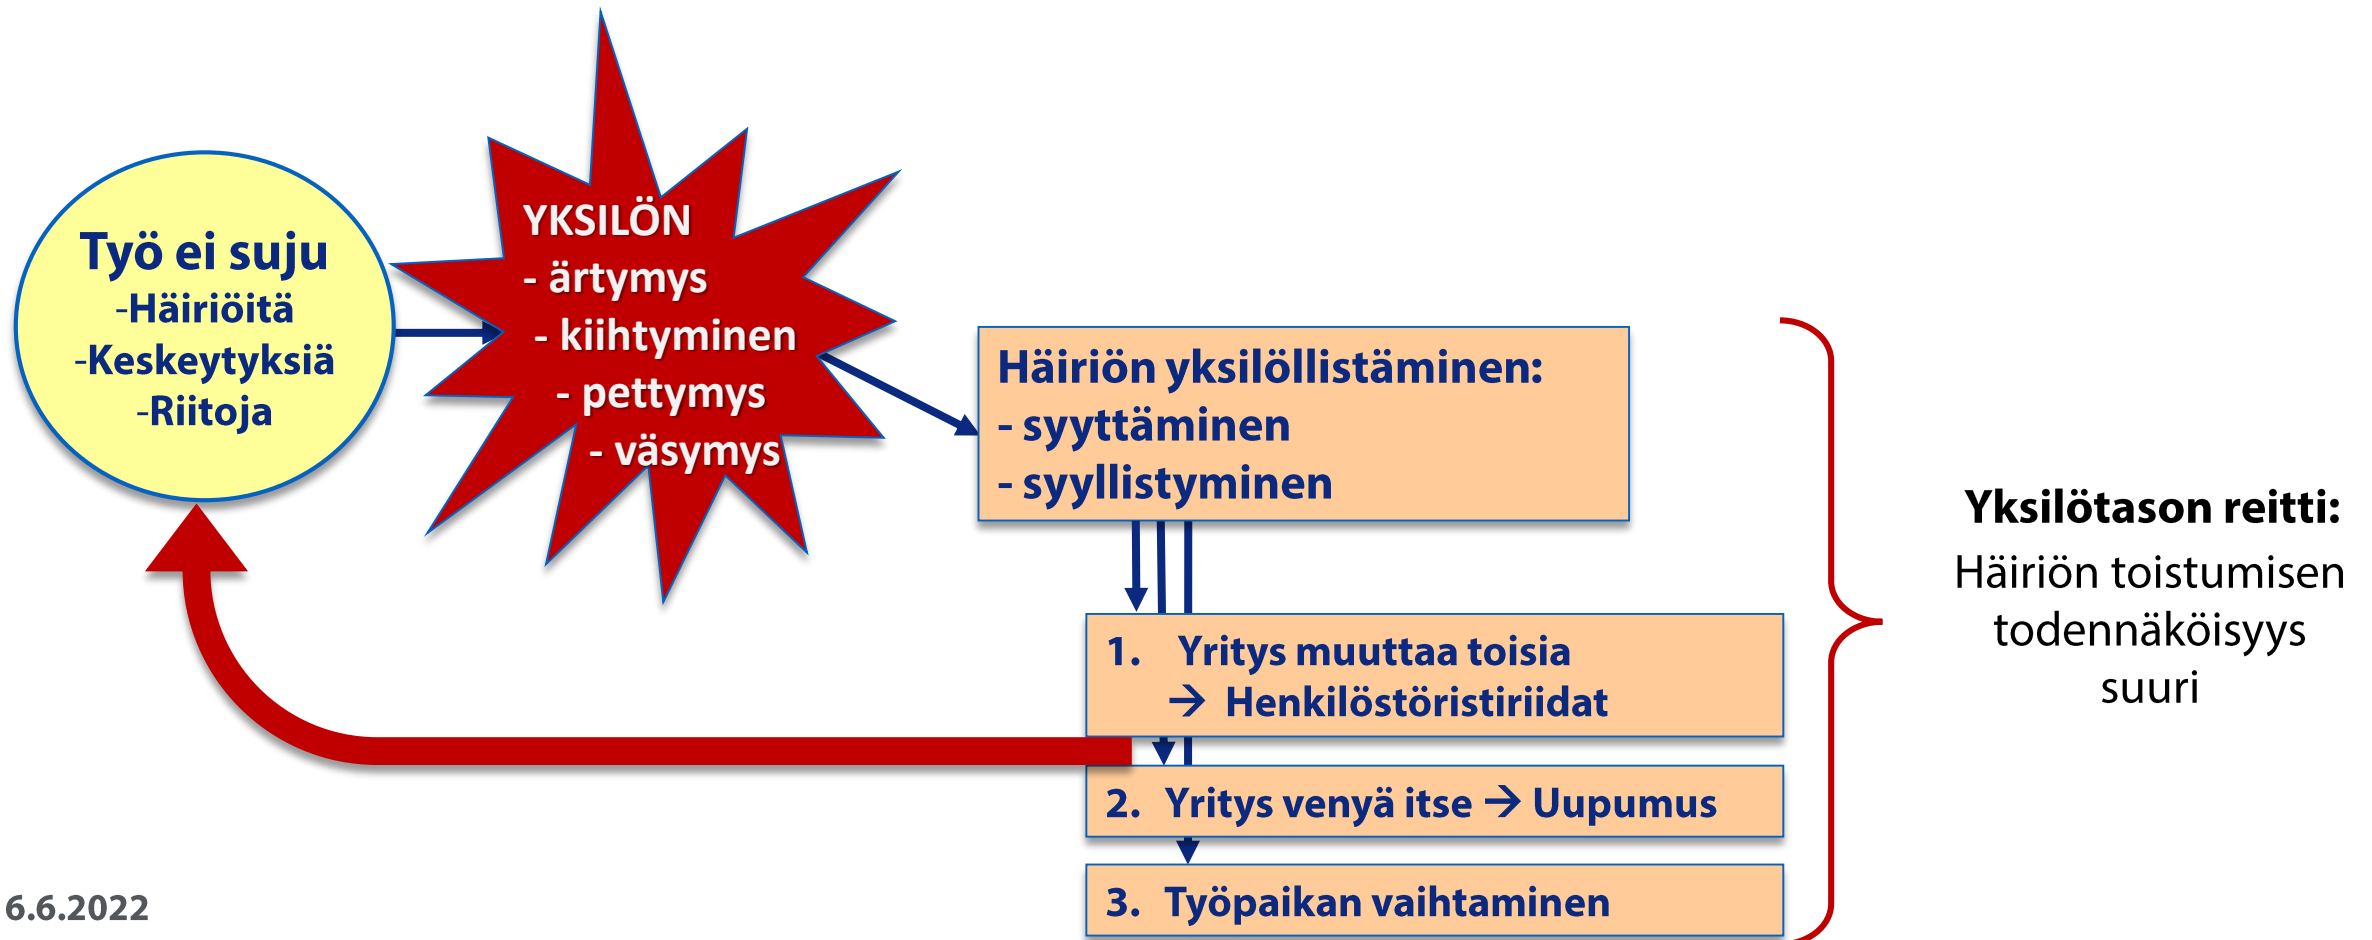 Työ ei suju
-Häiriöitä
-Keskeytyksiä
-Riitoja
YKSILÖN
- ärtymys
- kiihtyminen
- pettymys
- väsymys
Häiriön yksilöllistäminen:
- syyttäminen
- syyllistyminen
1. Yritys muuttaa toisia
→ Henkilöstöristiriidat
2. Yritys venyä itse → Uupumus
3. Työpaikan vaihtaminen
Yksilötason reitti:
Häiriön toistumisen
todennäköisyys
suuri
6.6.2022